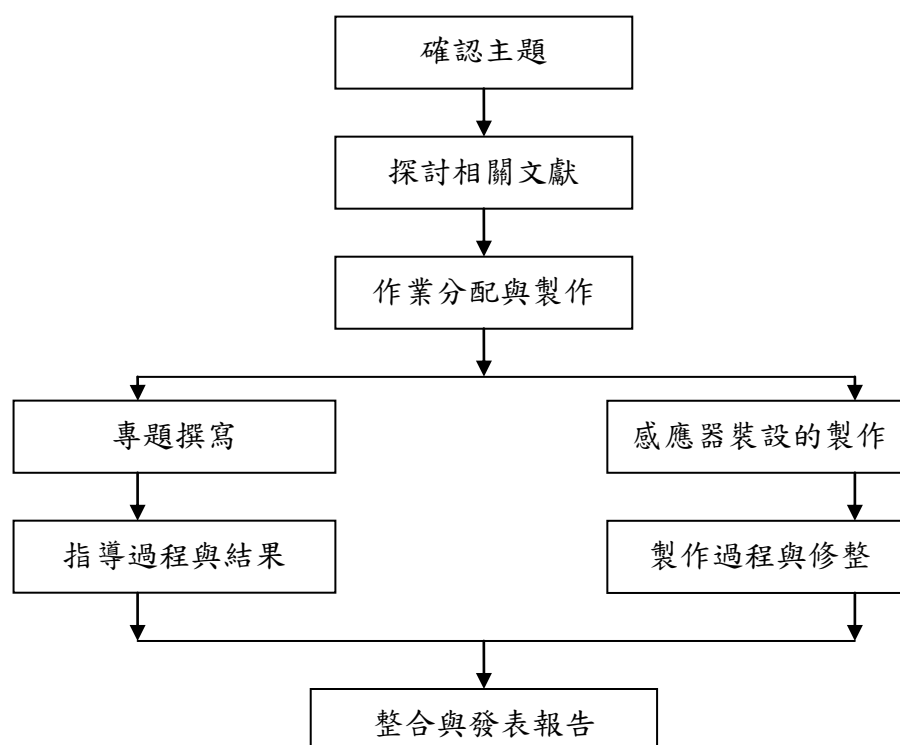 確認主題
探討相關文獻
作業分配與製作
專題撰寫
感應器裝設的製作
指導過程與結果
製作過程與修整
整合與發表報告